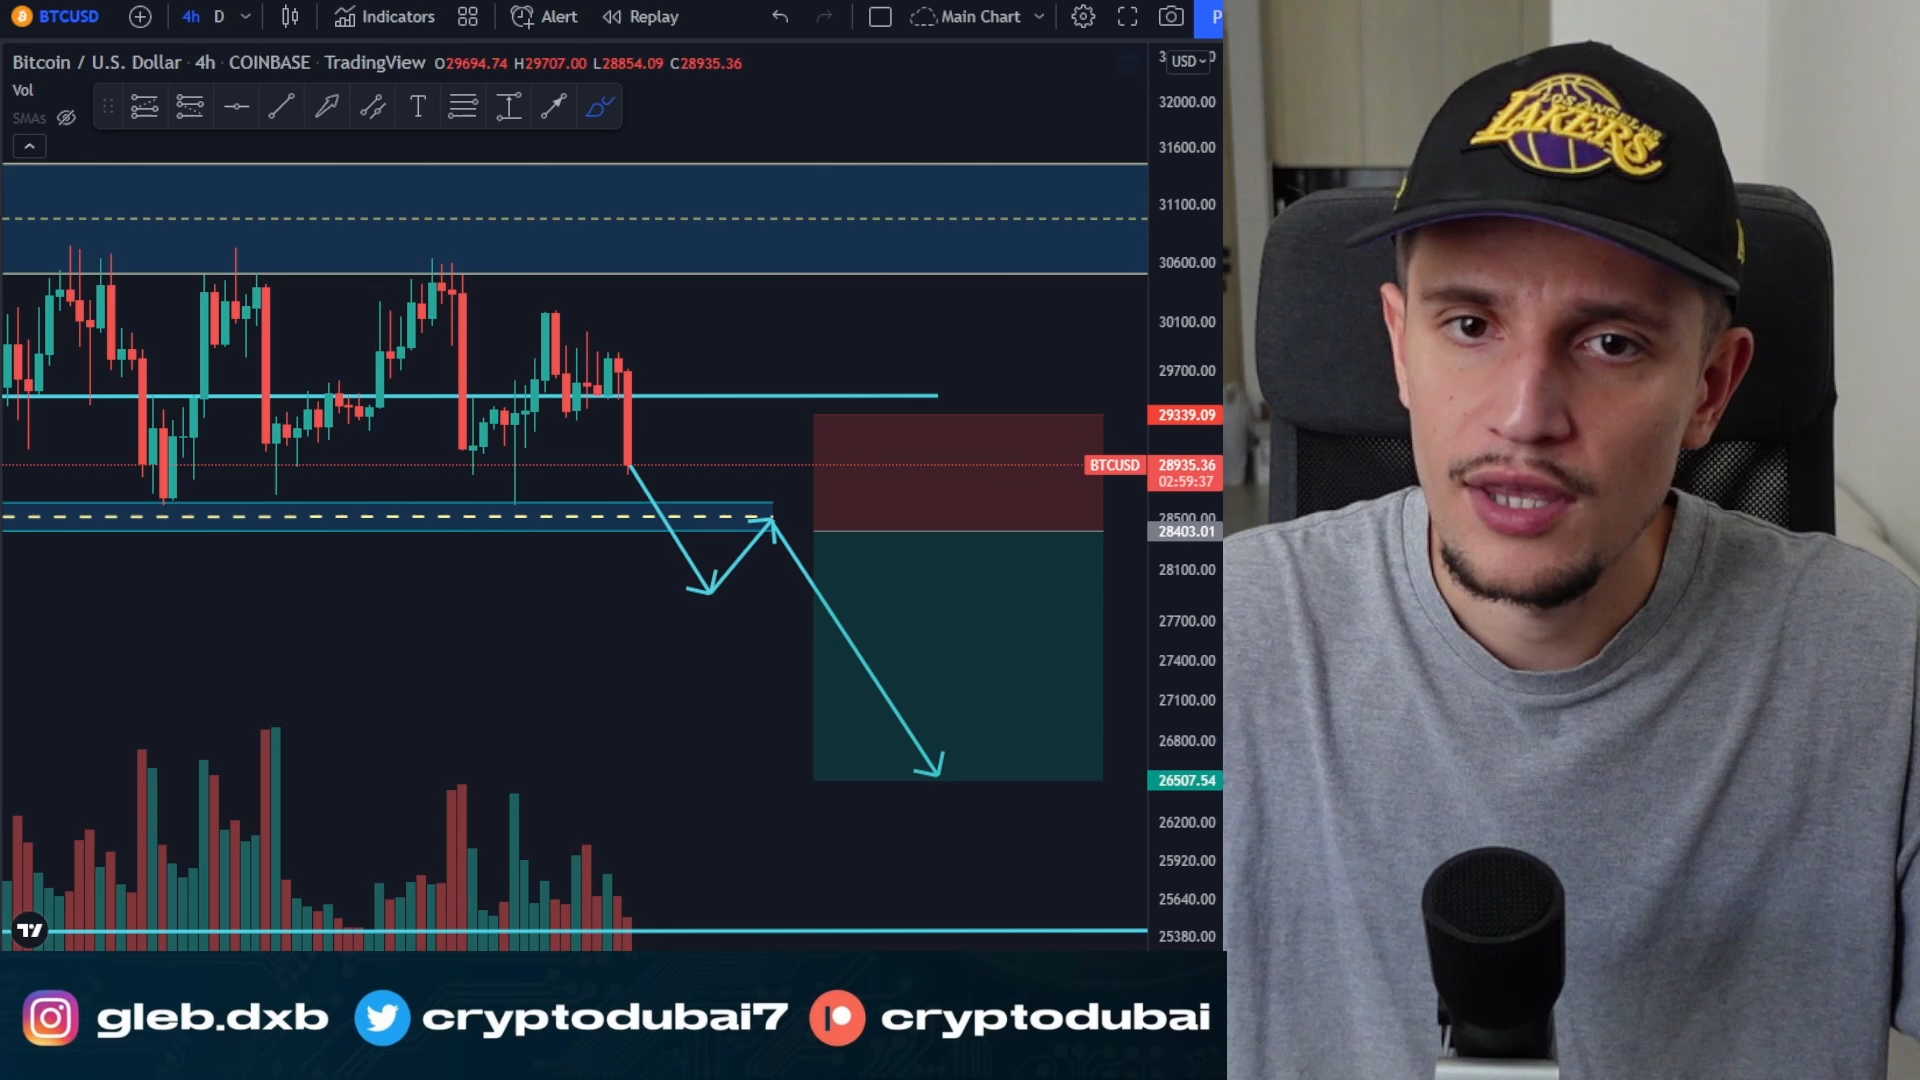 BTCUSD 4h D Indicators Alert Replay Main Chart P
Bitcoin / U.S. Dollar · 4h · COINBASE · TradingView O29694.74 H29707.00 L28854.09 C28935.36
USD
Vol
SMAs
T
32000.00
31600.00
31100.00
30600.00
30100.00
29700.00
29339.09
BTCUSD 28935.36
02:59:37
28500.00
28403.01
28100.00
27700.00
27400.00
27100.00
26800.00
26507.54
26200.00
25920.00
25640.00
25380.00
LOS ANGELES
LAKERS
gleb.dxb cryptodubai7 cryptodubai